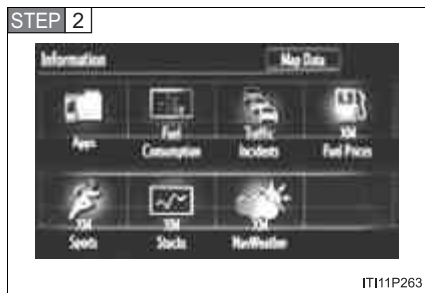 STEP 2
Information
Map Data
Apps
Fuel
Consumption
Traffic
Incidents
XM
Fuel Prices
XM
Sports
XM
Stocks
XM
NavWeather
ITI11P263